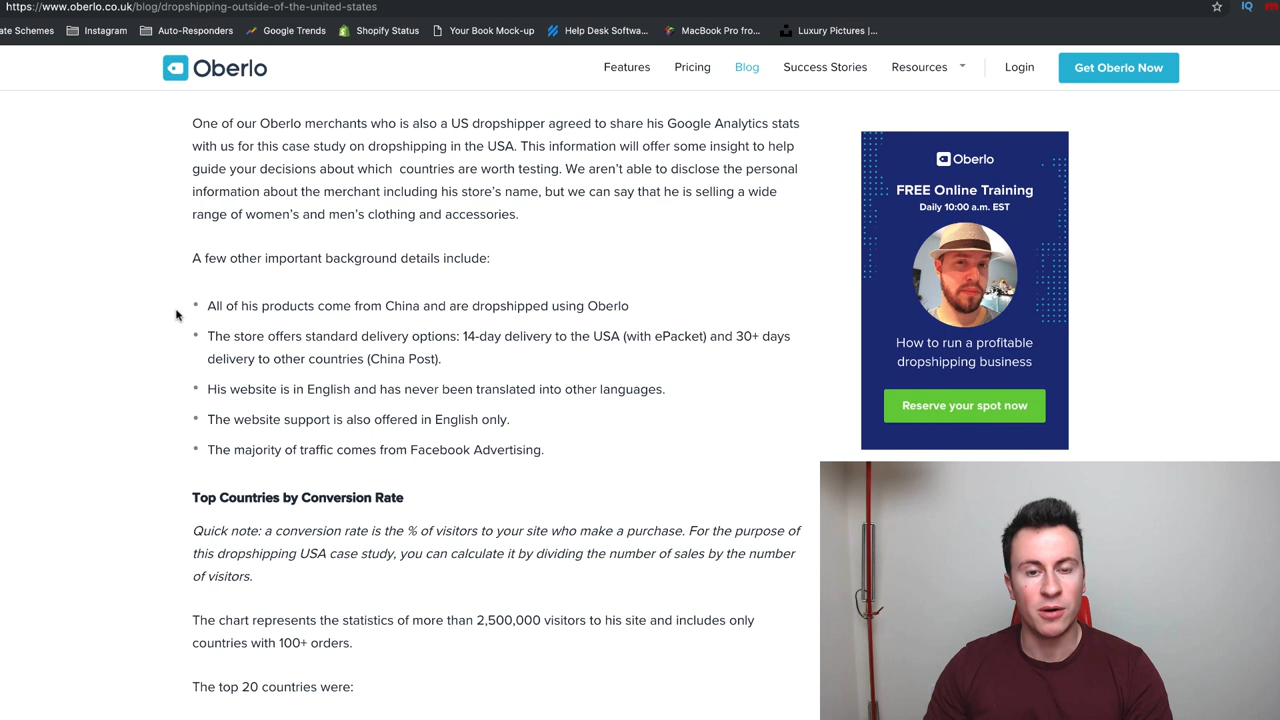 https://www.oberlo.co.uk/blog/dropshipping-outside-of-the-united-states
IQ
ate Schemes
Instagram
Auto-Responders
Google Trends
Shopify Status
Your Book Mock-up
Help Desk Softwa...
MacBook Pro fro...
Luxury Pictures |...
Oberlo
Features
Pricing
Blog
Success Stories
Resources
Login
Get Oberlo Now
One of our Oberlo merchants who is also a US dropshipper agreed to share his Google Analytics stats
with us for this case study on dropshipping in the USA. This information will offer some insight to help
guide your decisions about which countries are worth testing. We aren't able to disclose the personal
information about the merchant including his store's name, but we can say that he is selling a wide
range of women's and men's clothing and accessories.
A few other important background details include:
All of his products come from China and are dropshipped using Oberlo
The store offers standard delivery options: 14-day delivery to the USA (with ePacket) and 30+ days
delivery to other countries (China Post).
His website is in English and has never been translated into other languages.
The website support is also offered in English only.
The majority of traffic comes from Facebook Advertising.
Top Countries by Conversion Rate
Quick note: a conversion rate is the % of visitors to your site who make a purchase. For the purpose of
this dropshipping USA case study, you can calculate it by dividing the number of sales by the number
of visitors.
The chart represents the statistics of more than 2,500,000 visitors to his site and includes only
countries with 100+ orders.
The top 20 countries were:
Oberlo
FREE Online Training
Daily 10:00 a.m. EST
How to run a profitable
dropshipping business
Reserve your spot now